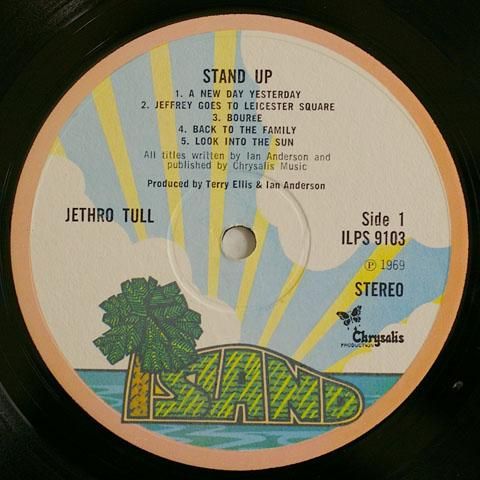 STAND UP
1. A NEW DAY YESTERDAY
2. JEFFREY GOES TO LEICESTER SQUARE
3. BOUREE
4. BACK TO THE FAMILY
5. LOOK INTO THE SUN
All titles written by Ian Anderson and
published by Chrysalis Music
Produced by Terry Ellis & Ian Anderson
JETHRO TULL
Side 1
ILPS 9103
℗ 1969
STEREO
Chrysalis
PRODUCTION
ISLAND